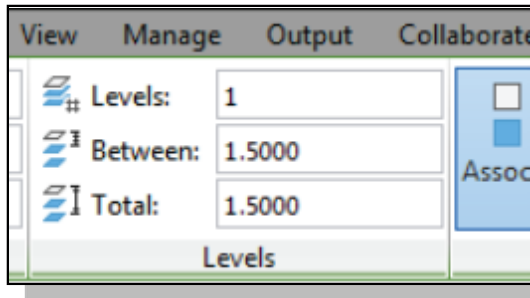 View Manage Output Collaborate
Levels: 1
Between: 1.5000
Total: 1.5000
Assoc
Levels